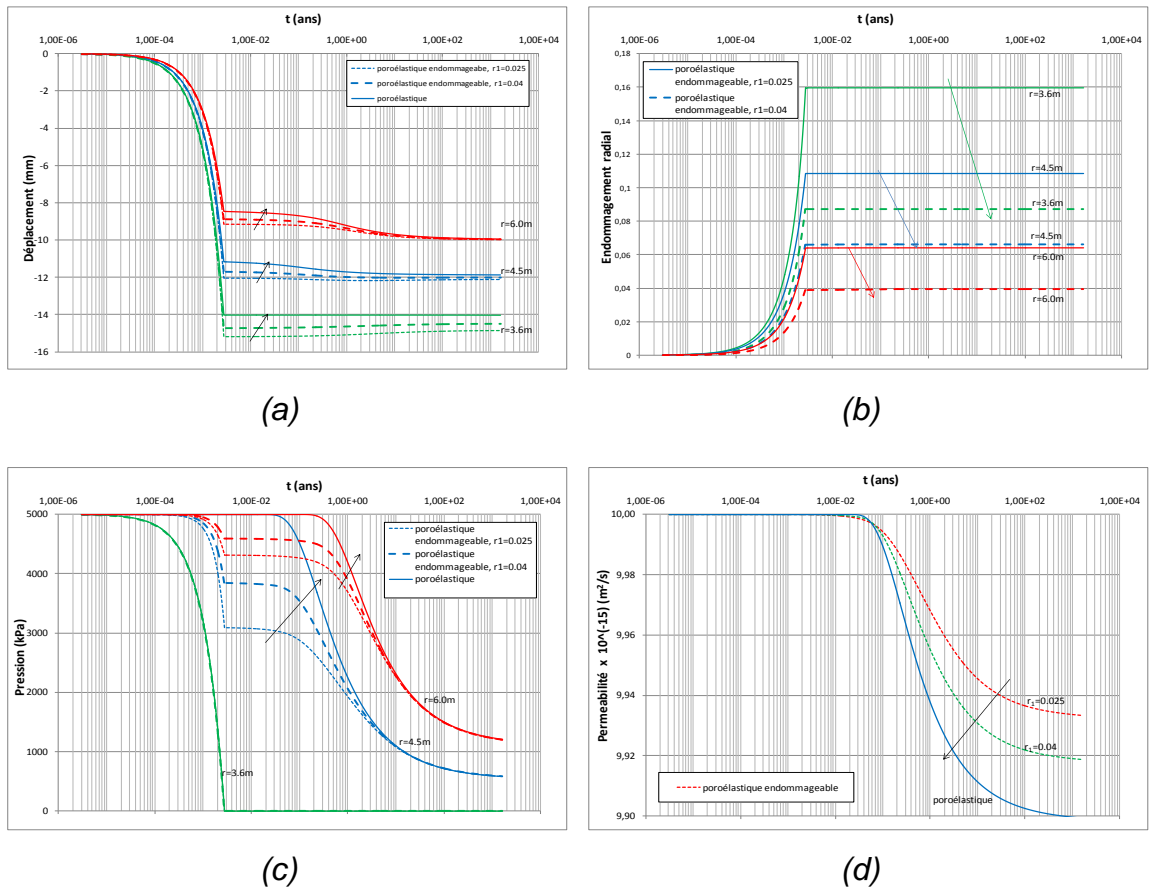 t (ans)
1,00E-06 1,00E-04 1,00E-02 1,00E+00 1,00E+02 1,00E+04
0
-2
-4
-6
-8
-10
-12
-14
-16
Déplacement (mm)
poroélastique endommageabe, r1=0.025
poroélastique endommageable, r1=0.04
poroélastique
r=6.0m
r=4.5m
r=3.6m
(a)
t (ans)
1,00E-06 1,00E-04 1,00E-02 1,00E+00 1,00E+02 1,00E+04
0,18
0,16
0,14
0,12
0,1
0,08
0,06
0,04
0,02
0
Endommagement radial
poroélastique
endommageable, r1=0.025
poroélastique
endommageable, r1=0.04
r=3.6m
r=4.5m
r=3.6m
r=4.5m
r=6.0m
r=6.0m
(b)
t (ans)
1,00E-06 1,00E-04 1,00E-02 1,00E+00 1,00E+02 1,00E+04
5000
4000
3000
2000
1000
0
Pression (kPa)
poroélastique
endommageable, r1=0.025
poroélastique
endommageable, r1=0.04
poroélastique
r=6.0m
r=4.5m
r=3.6m
(c)
t (ans)
1,00E-06 1,00E-04 1,00E-02 1,00E+00 1,00E+02 1,00E+04
10,00
9,98
9,96
9,94
9,92
9,90
Permeabilité x 10^(-15) (m²/s)
r₁=0.025
r₁=0.04
poroélastique endommageable
poroélastique
(d)